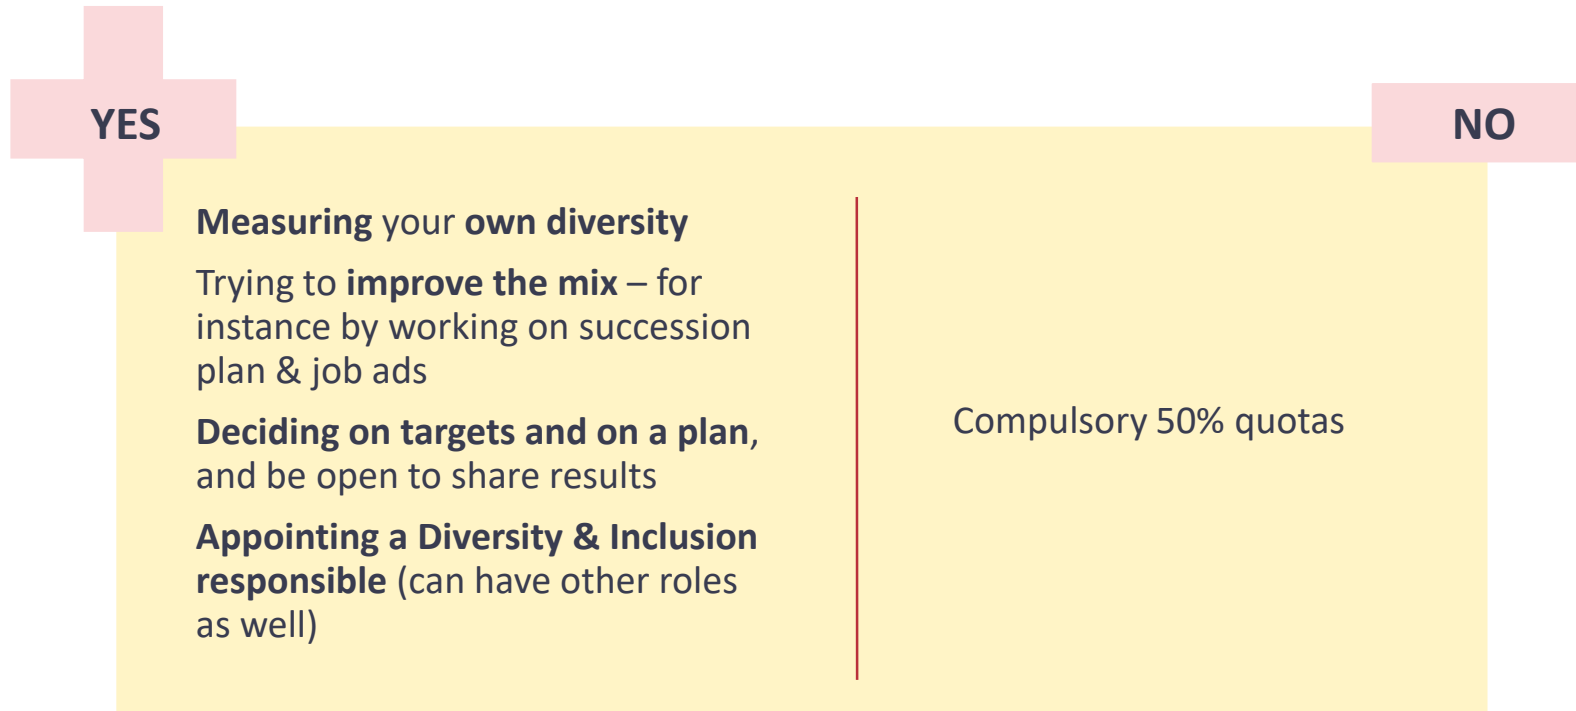 YES
NO
Measuring your own diversity
Trying to improve the mix – for
instance by working on succession
plan & job ads
Deciding on targets and on a plan,
and be open to share results
Appointing a Diversity & Inclusion
responsible (can have other roles
as well)
Compulsory 50% quotas